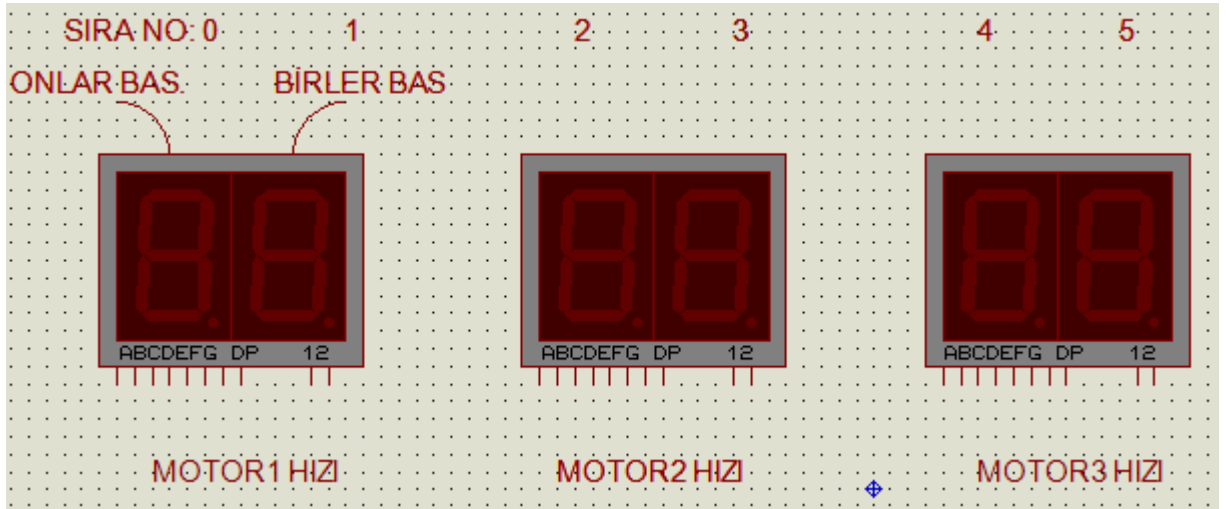 SIRA NO: 0 1 2 3 4 5
ONLAR BAS. BİRLER BAS
ABCDEFG DP 12 ABCDEFG DP 12 ABCDEFG DP 12
MOTOR1 HIZI MOTOR2 HIZI MOTOR3 HIZI